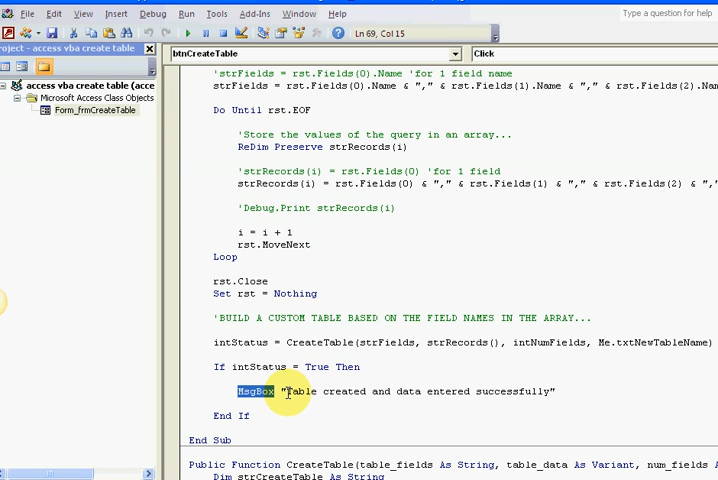 File Edit View Insert Debug Run Tools Add-Ins Window Help Type a question for help
Ln 69, Col 15
roject - access vba create table
btnCreateTable Click
access vba create table (acce
Microsoft Access Class Objects
Form_frmCreateTable
'strFields = rst.Fields(0).Name 'for 1 field name
strFields = rst.Fields(0).Name & "," & rst.Fields(1).Name & "," & rst.Fields(2).Nam
Do Until rst.EOF
'Store the values of the query in an array...
ReDim Preserve strRecords(i)
'strRecords(i) = rst.Fields(0) 'for 1 field
strRecords(i) = rst.Fields(0) & "," & rst.Fields(1) & "," & rst.Fields(2) & ","
'Debug.Print strRecords(i)
i = i + 1
rst.MoveNext
Loop
rst.Close
Set rst = Nothing
'BUILD A CUSTOM TABLE BASED ON THE FIELD NAMES IN THE ARRAY...
intStatus = CreateTable(strFields, strRecords(), intNumFields, Me.txtNewTableName)
If intStatus = True Then
MsgBox "Table created and data entered successfully"
End If
End Sub
Public Function CreateTable(table_fields As String, table_data As Variant, num_fields A
Dim strCreateTable As String